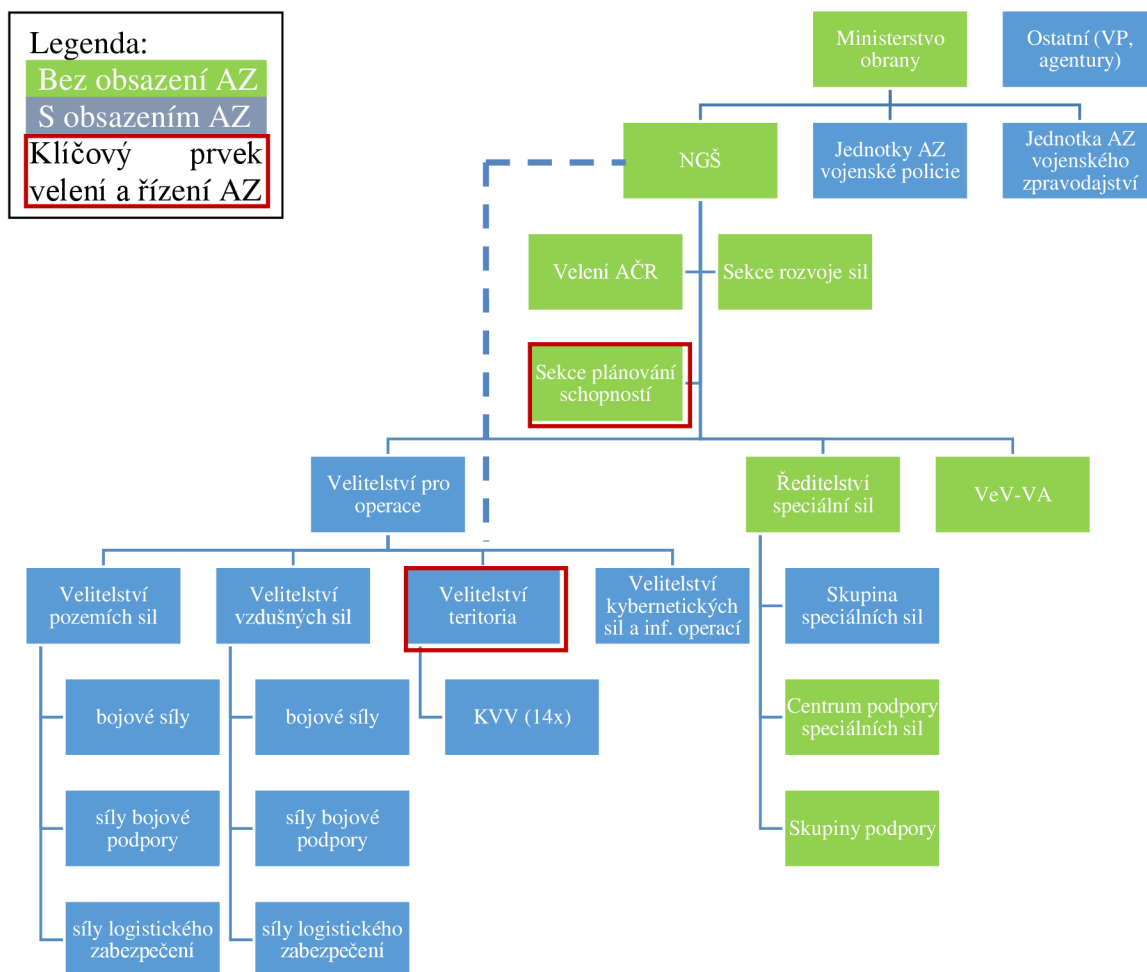 Legenda:
Bez obsazení AZ
S obsazením AZ
Klíčový prvek
velení a řízení AZ
Ministerstvo
obrany
Ostatní (VP,
agentury)
NGŠ
Jednotky AZ
vojenské policie
Jednotka AZ
vojenského
zpravodajství
Velení AČR
Sekce rozvoje sil
Sekce plánování
schopností
Velitelství pro
operace
Ředitelství
speciální sil
VeV-VA
Velitelství
pozemích sil
Velitelství
vzdušných sil
Velitelství
teritoria
Velitelství
kybernetických
sil a inf. operací
Skupina
speciálních sil
bojové síly
bojové síly
KVV (14x)
Centrum podpory
speciálních sil
síly bojové
podpory
síly bojové
podpory
Skupiny podpory
síly logistického
zabezpečení
síly logistického
zabezpečení